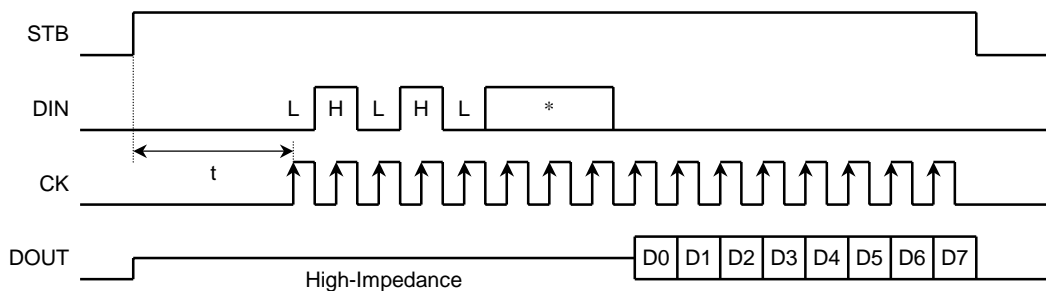 STB
DIN L H L H L *
t
CK
DOUT D0 D1 D2 D3 D4 D5 D6 D7
High-Impedance